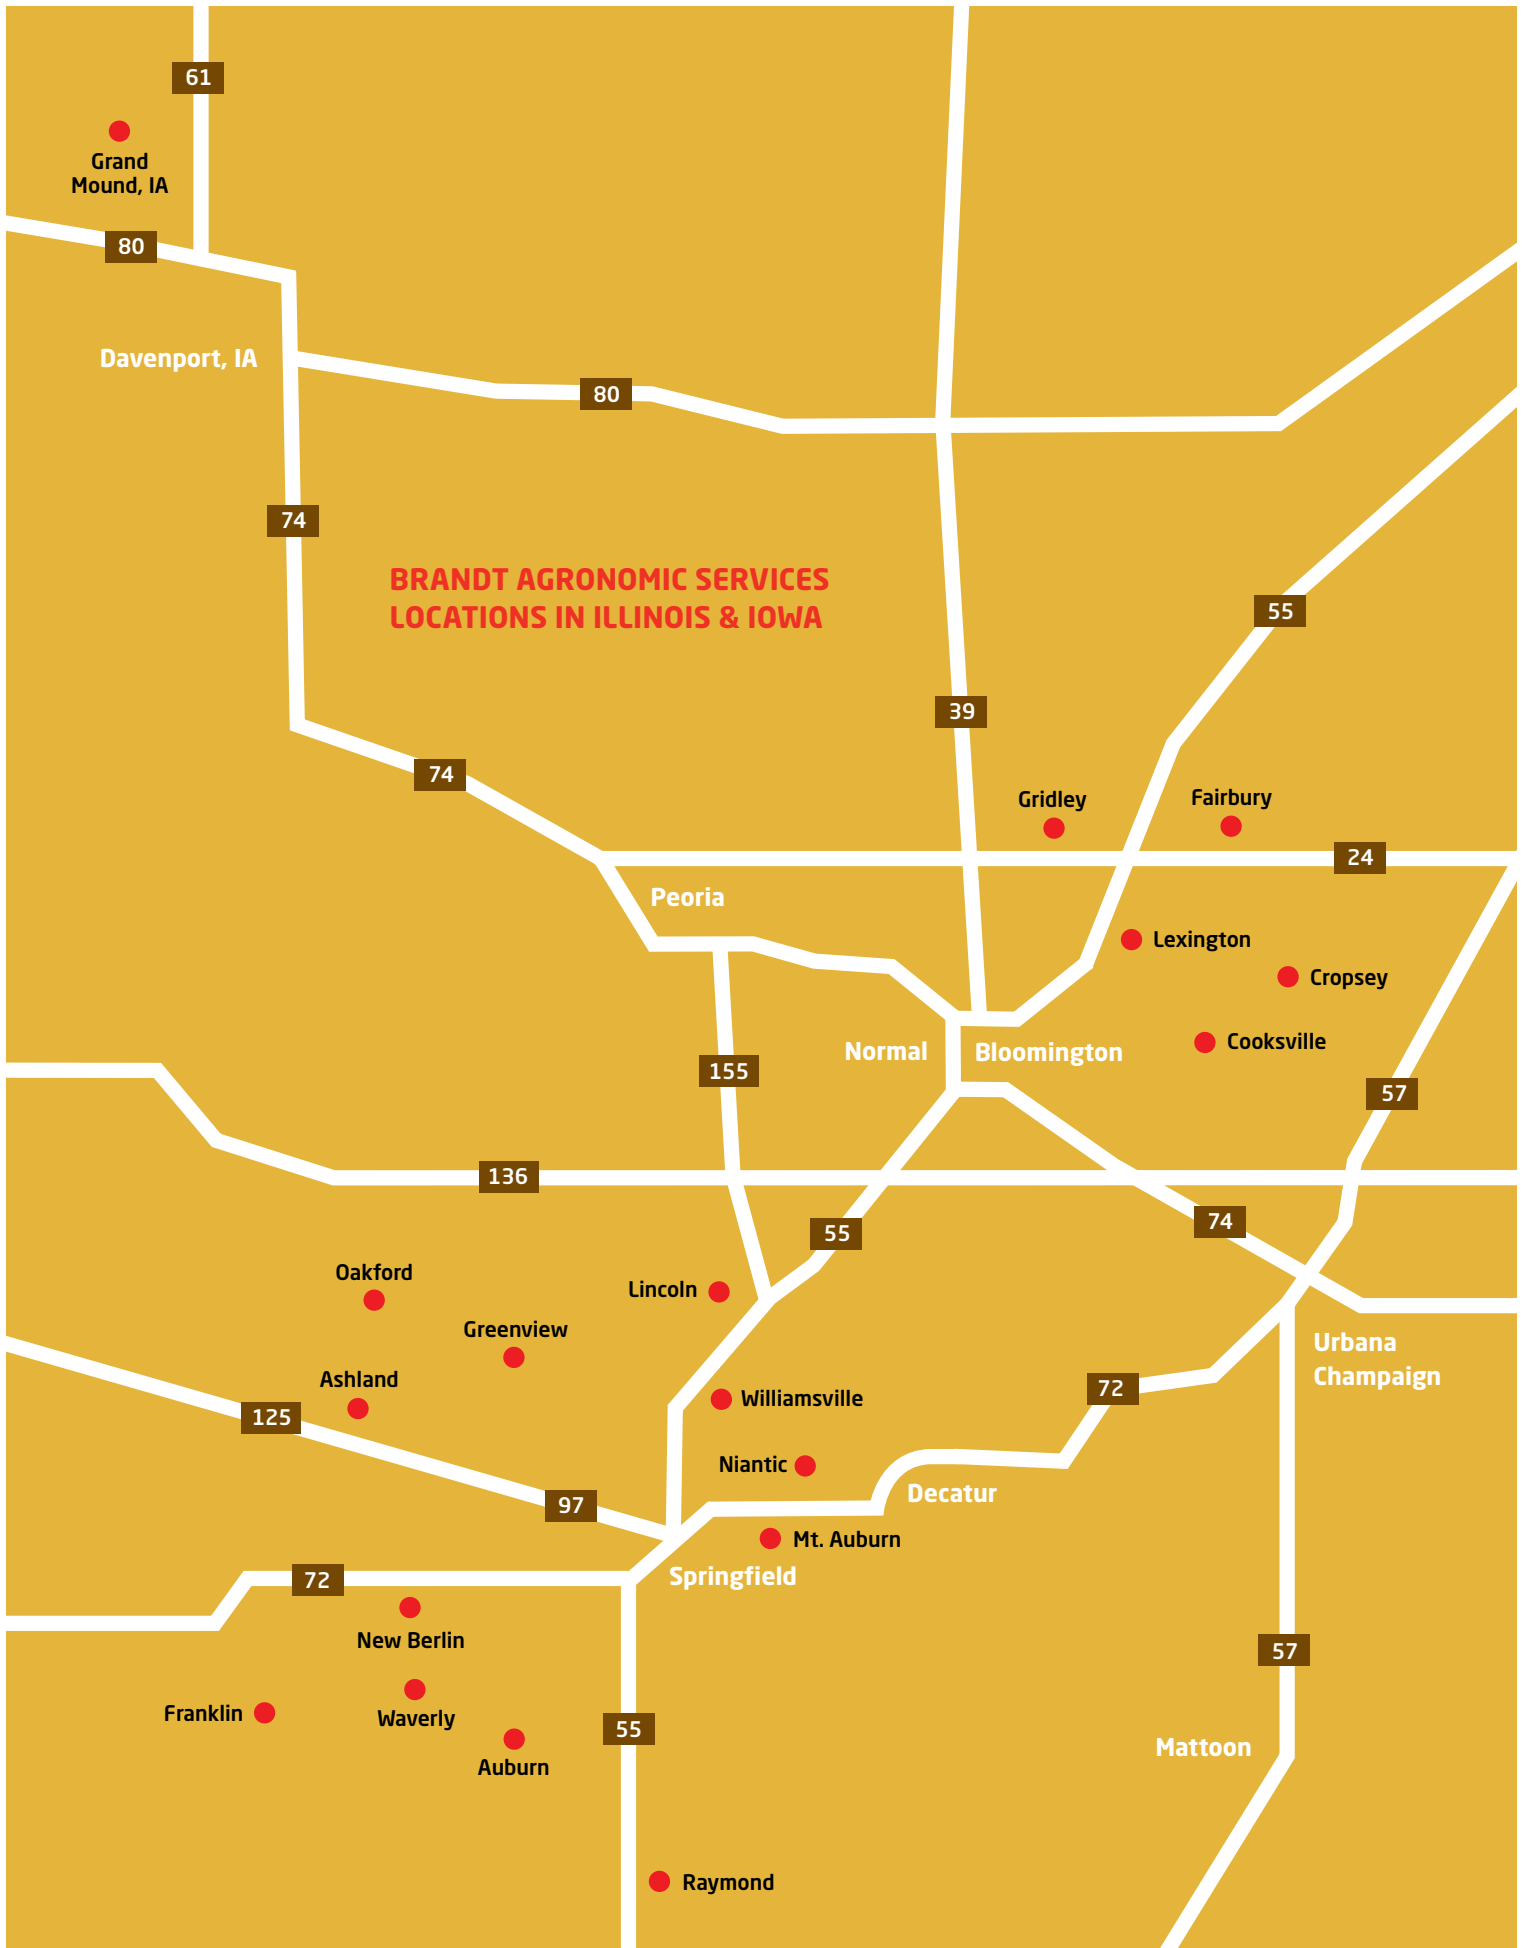 61
Grand
Mound, IA
80
Davenport, IA
80
74
BRANDT AGRONOMIC SERVICES
LOCATIONS IN ILLINOIS & IOWA
55
39
74
Gridley
Fairbury
24
Peoria
Lexington
Cropsey
Cooksville
Normal
Bloomington
155
57
136
74
55
Oakford
Lincoln
Greenview
Urbana
Champaign
Ashland
72
Williamsville
125
Niantic
Decatur
97
Mt. Auburn
Springfield
72
New Berlin
57
Franklin
Waverly
55
Mattoon
Auburn
Raymond